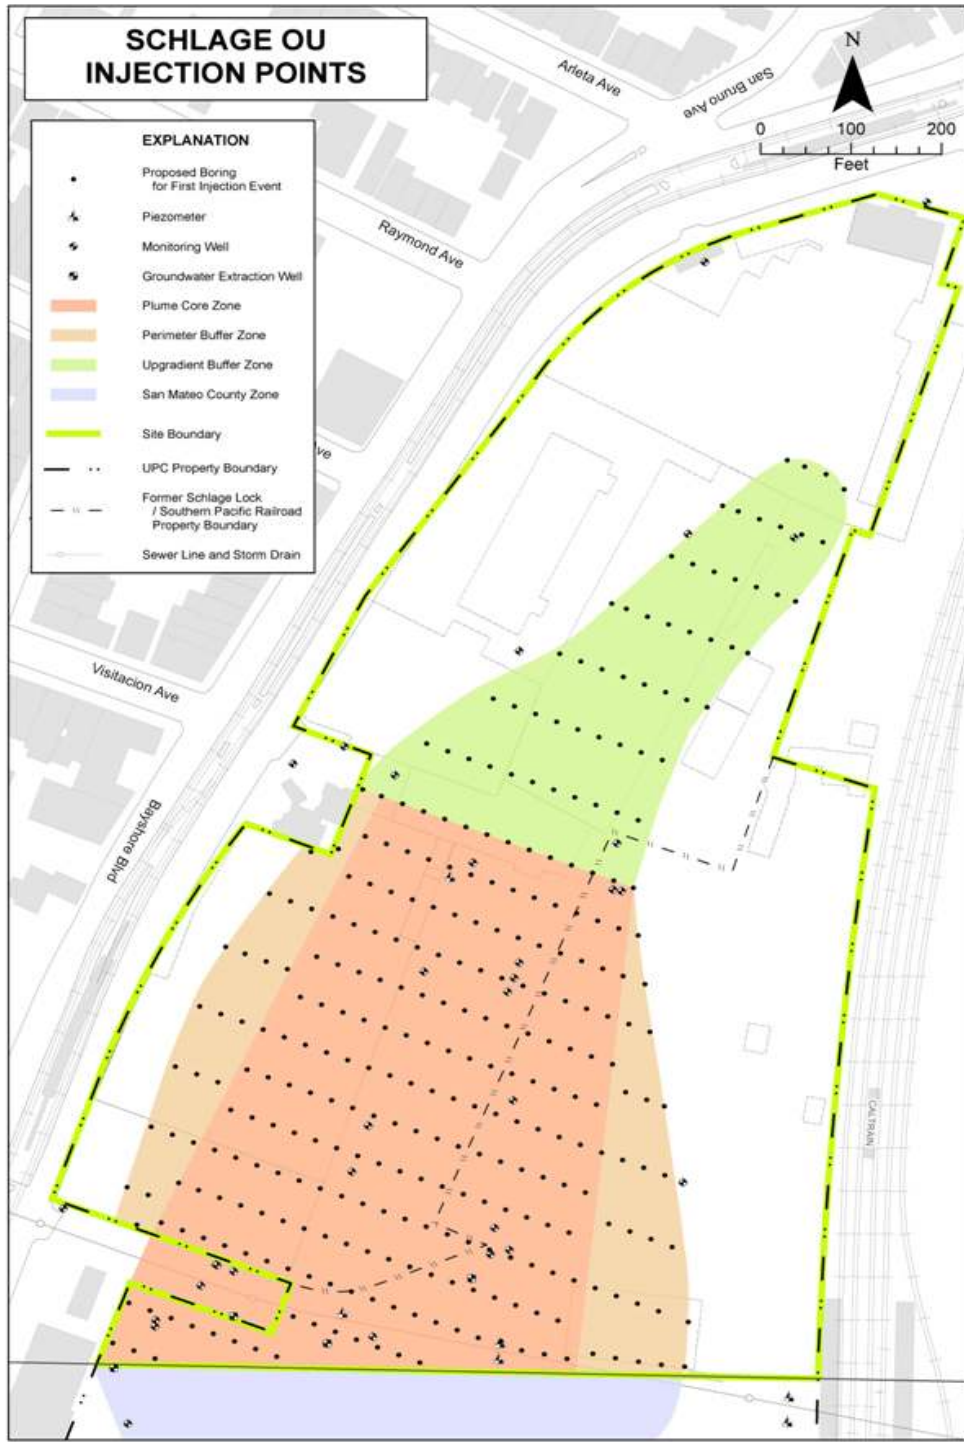 SCHLAGE OU
INJECTION POINTS
Arleta Ave
San Bruno Ave
N
0 100 200
Feet
EXPLANATION
Proposed Boring
for First Injection Event
Piezometer
Monitoring Well
Groundwater Extraction Well
Plume Core Zone
Perimeter Buffer Zone
Upgradient Buffer Zone
San Mateo County Zone
Site Boundary
UPC Property Boundary
Former Schlage Lock
/ Southern Pacific Railroad
Property Boundary
Sewer Line and Storm Drain
Raymond Ave
ve
Visitacion Ave
Bayshore Blvd
CALTRAIN